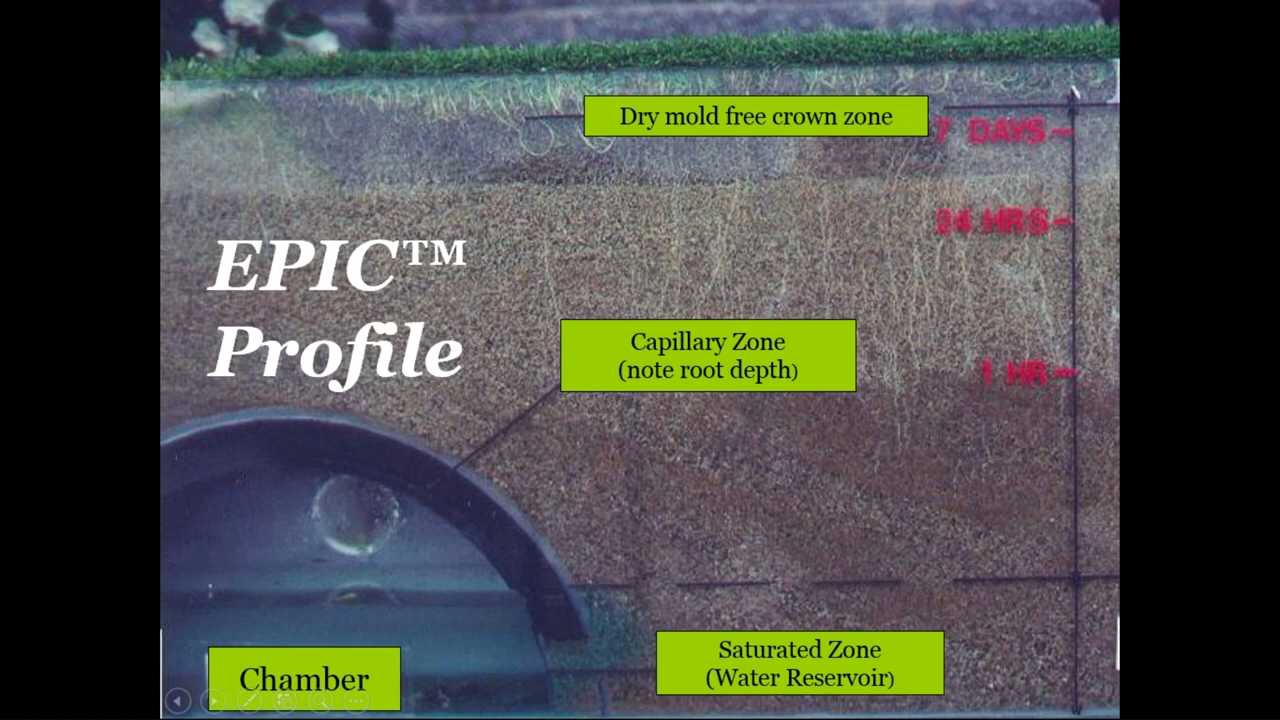 Dry mold free crown zone
7 DAYS
24 HRS
EPIC™
Profile
Capillary Zone
(note root depth)
1 HR
Saturated Zone
(Water Reservoir)
Chamber